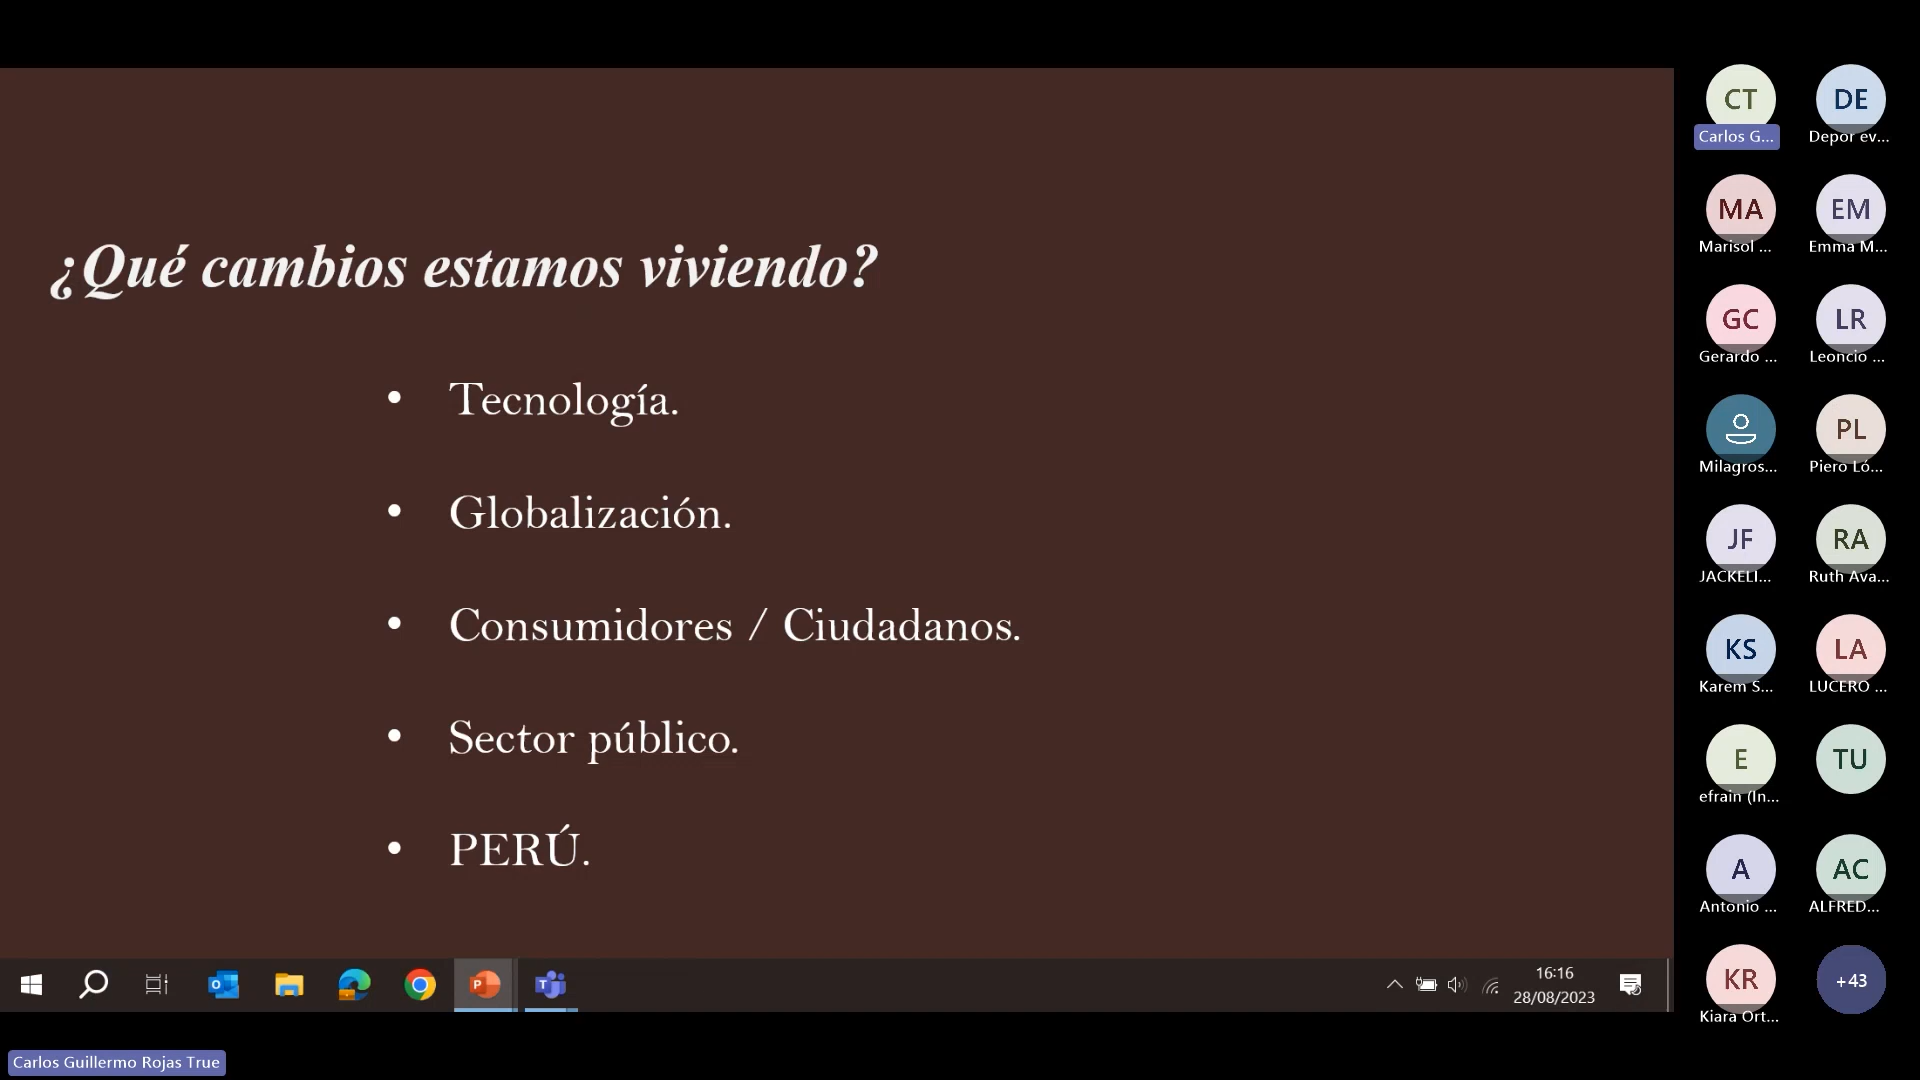 ¿Qué cambios estamos viviendo?
• Tecnología.
• Globalización.
• Consumidores / Ciudadanos.
• Sector público.
• PERÚ.
CT
Carlos G...
DE
Depor ev...
MA
Marisol ...
EM
Emma M...
GC
Gerardo ...
LR
Leoncio ...
Milagros...
PL
Piero Ló...
JF
JACKELI...
RA
Ruth Ava...
KS
Karem S...
LA
LUCERO ...
E
efrain (In...
TU
A
Antonio ...
AC
ALFRED...
KR
Kiara Ort...
+43
16:16
28/08/2023
Carlos Guillermo Rojas True